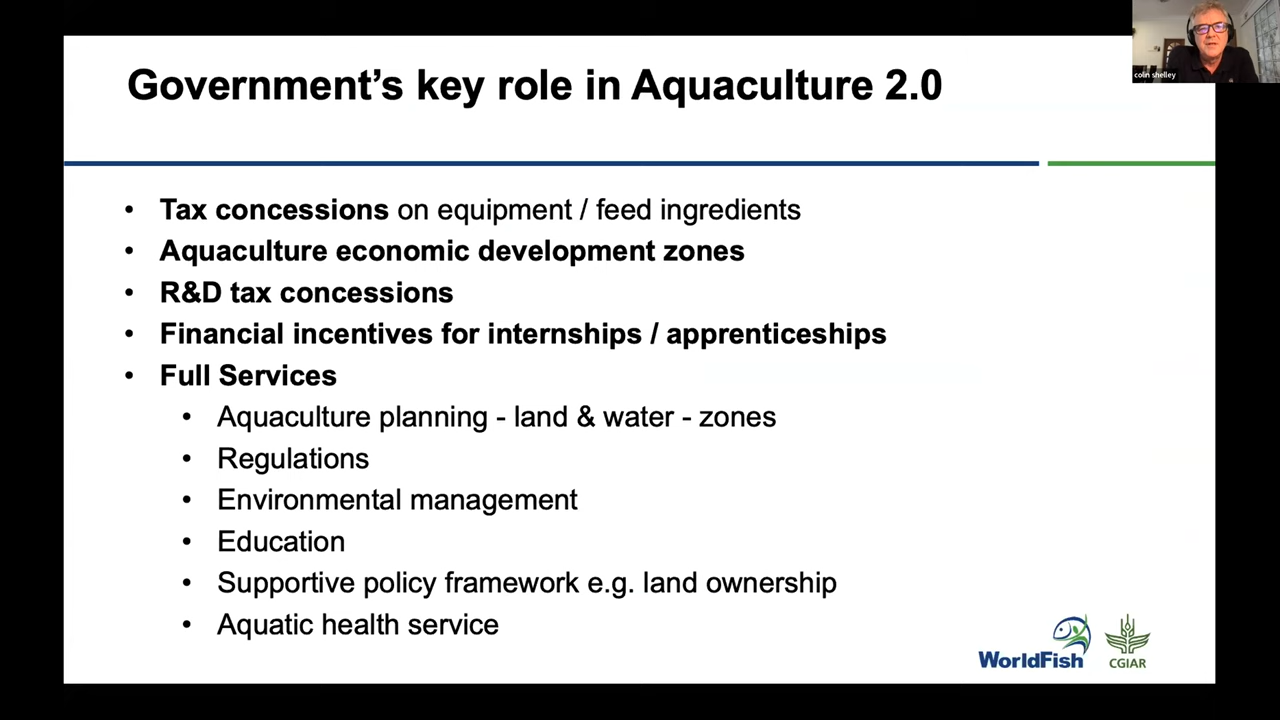 Government's key role in Aquaculture 2.0
colin shelley
• Tax concessions on equipment / feed ingredients
• Aquaculture economic development zones
• R&D tax concessions
• Financial incentives for internships / apprenticeships
• Full Services
• Aquaculture planning - land & water - zones
• Regulations
• Environmental management
• Education
• Supportive policy framework e.g. land ownership
• Aquatic health service
WorldFish
CGIAR